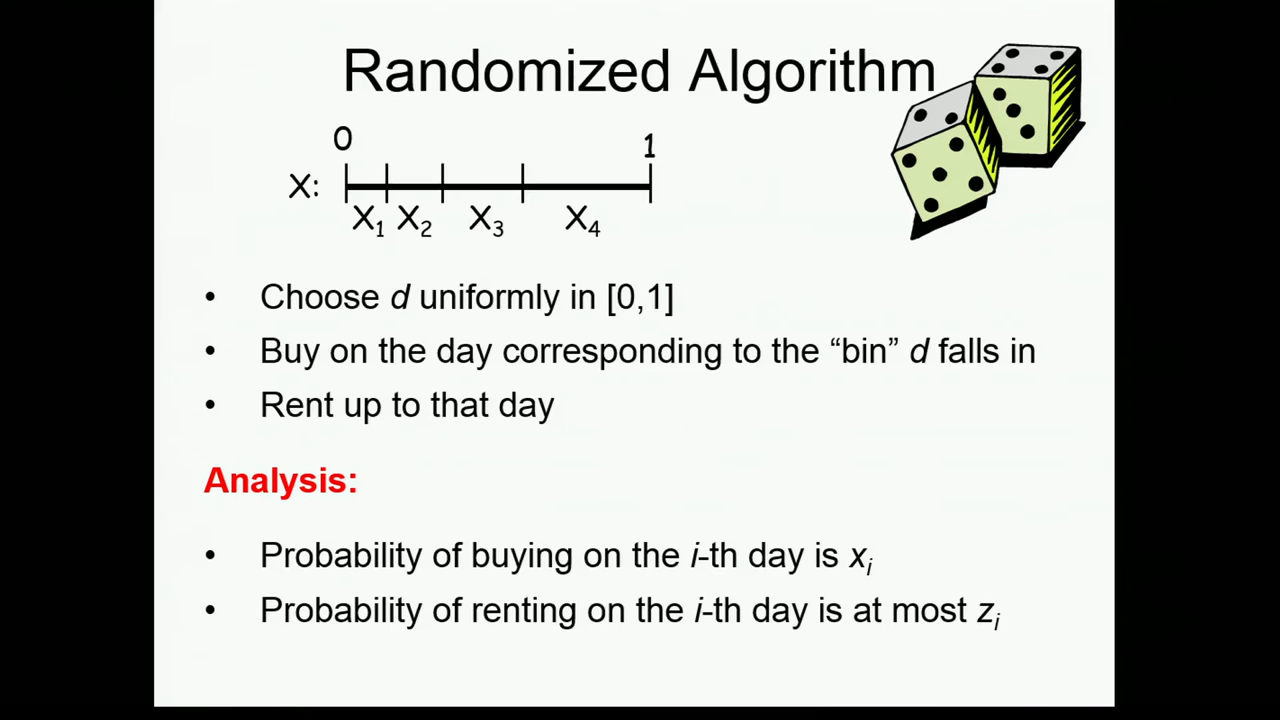 Randomized Algorithm
0 1
X:
X₁ X₂ X₃ X₄
• Choose d uniformly in [0,1]
• Buy on the day corresponding to the “bin” d falls in
• Rent up to that day
Analysis:
• Probability of buying on the i-th day is xᵢ
• Probability of renting on the i-th day is at most zᵢ